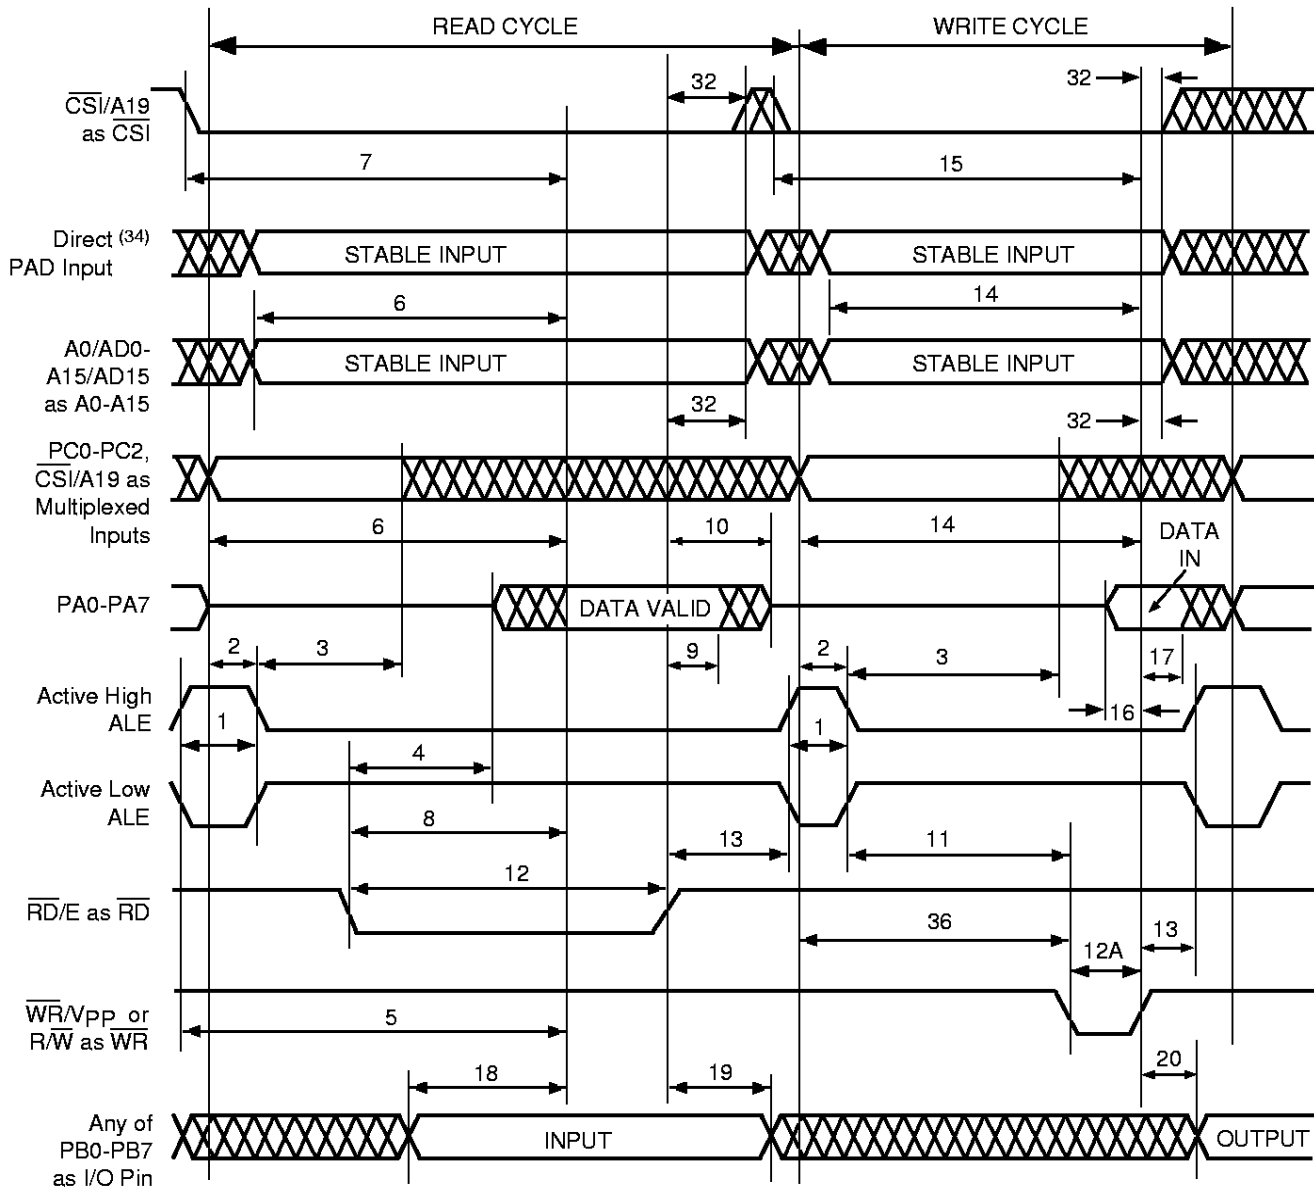 READ CYCLE WRITE CYCLE
32 32
CSI/A19
as CSI
7 15
Direct (34)
PAD Input
STABLE INPUT STABLE INPUT
6 14
A0/AD0-
A15/AD15
as A0-A15
STABLE INPUT STABLE INPUT
32 32
PC0-PC2,
CSI/A19 as
Multiplexed
Inputs
6 10 14
DATA
IN
PA0-PA7
DATA VALID
2 3 9 2 3 17
Active High
ALE
1 1 16
4
Active Low
ALE
8 13 11
12
RD/E as RD
36 12A 13
WR/VPP or
R/W as WR
5
18 19 20
Any of
PB0-PB7
as I/O Pin
INPUT OUTPUT